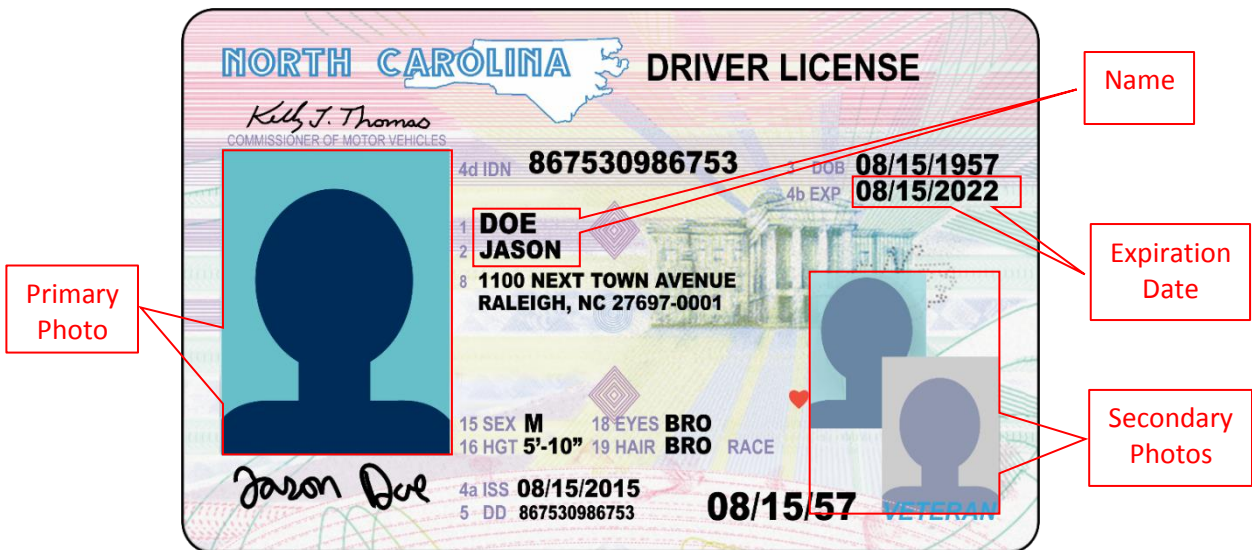 NORTH CAROLINA DRIVER LICENSE
Kelly J. Thomas
COMMISSIONER OF MOTOR VEHICLES
4d IDN 867530986753
3 DOB 08/15/1957
4b EXP 08/15/2022
1 DOE
2 JASON
8 1100 NEXT TOWN AVENUE
RALEIGH, NC 27697-0001
15 SEX M 18 EYES BRO
16 HGT 5'-10” 19 HAIR BRO RACE
Jason Doe
4a ISS 08/15/2015
5 DD 867530986753
08/15/57
VETERAN
Name
Expiration
Date
Primary
Photo
Secondary
Photos